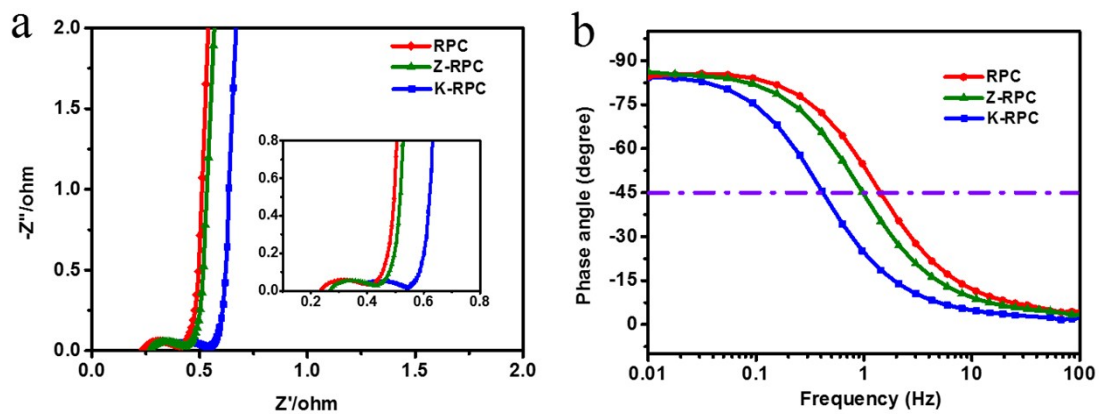 a
2.0
1.5
1.0
0.5
0.0
-Z''/ohm
0.0
0.5
1.0
1.5
2.0
Z'/ohm
RPC
Z-RPC
K-RPC
0.8
0.6
0.4
0.2
0.0
0.2
0.4
0.6
0.8
b
-90
-75
-60
-45
-30
-15
0
Phase angle (degree)
0.01
0.1
1
10
100
Frequency (Hz)
RPC
Z-RPC
K-RPC